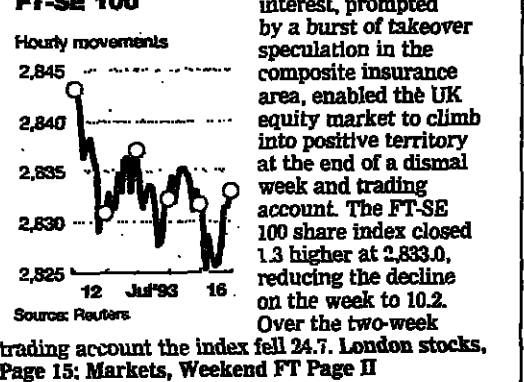 FT-SE 100
Hourly movements
2,845
2,840
2,835
2,830
2,825
12 Jul'93 16
Source: Reuters
interest, prompted
by a burst of takeover
speculation in the
composite insurance
area, enabled the UK
equity market to climb
into positive territory
at the end of a dismal
week and trading
account. The FT-SE
100 share index closed
1.3 higher at 2,833.0,
reducing the decline
on the week to 10.2.
Over the two-week
trading account the index fell 24.7. London stocks,
Page 15; Markets, Weekend FT Page II